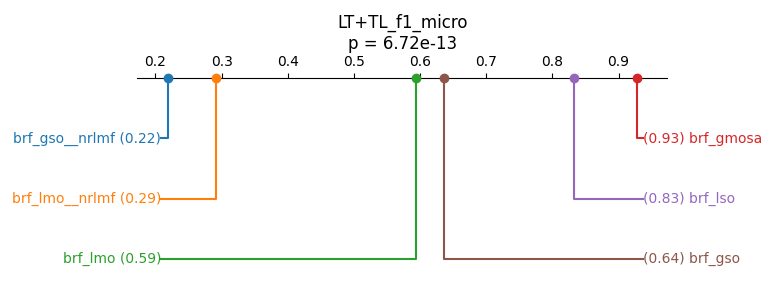 LT+TL_f1_micro
p = 6.72e-13
0.2 0.3 0.4 0.5 0.6 0.7 0.8 0.9
brf_gso__nrlmf (0.22) (0.93) brf_gmosa
brf_lmo__nrlmf (0.29) (0.83) brf_lso
brf_lmo (0.59) (0.64) brf_gso